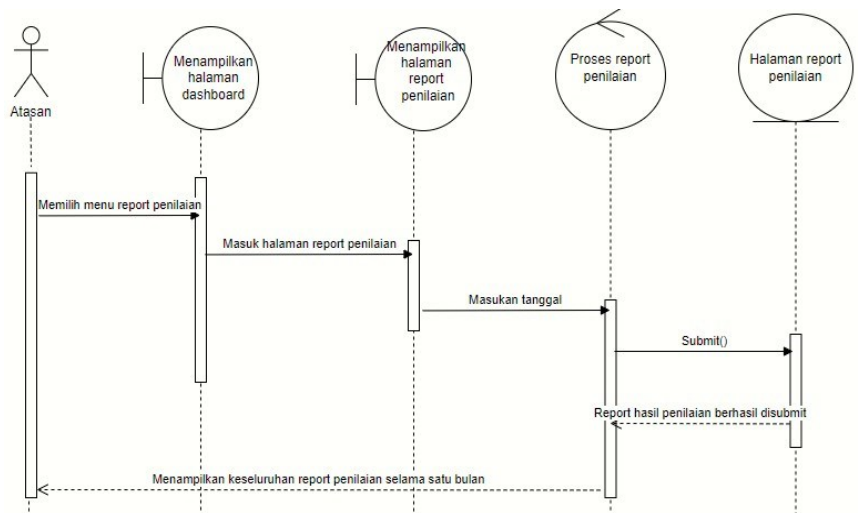 Atasan
Menampilkan
halaman
dashboard
Menampilkan
halaman
report
penilaian
Proses report
penilaian
Halaman report
penilaian
Memilih menu report penilaian
Masuk halaman report penilaian
Masukan tanggal
Submit()
Report hasil penilaian berhasil disubmit
Menampilkan keseluruhan report penilaian selama satu bulan